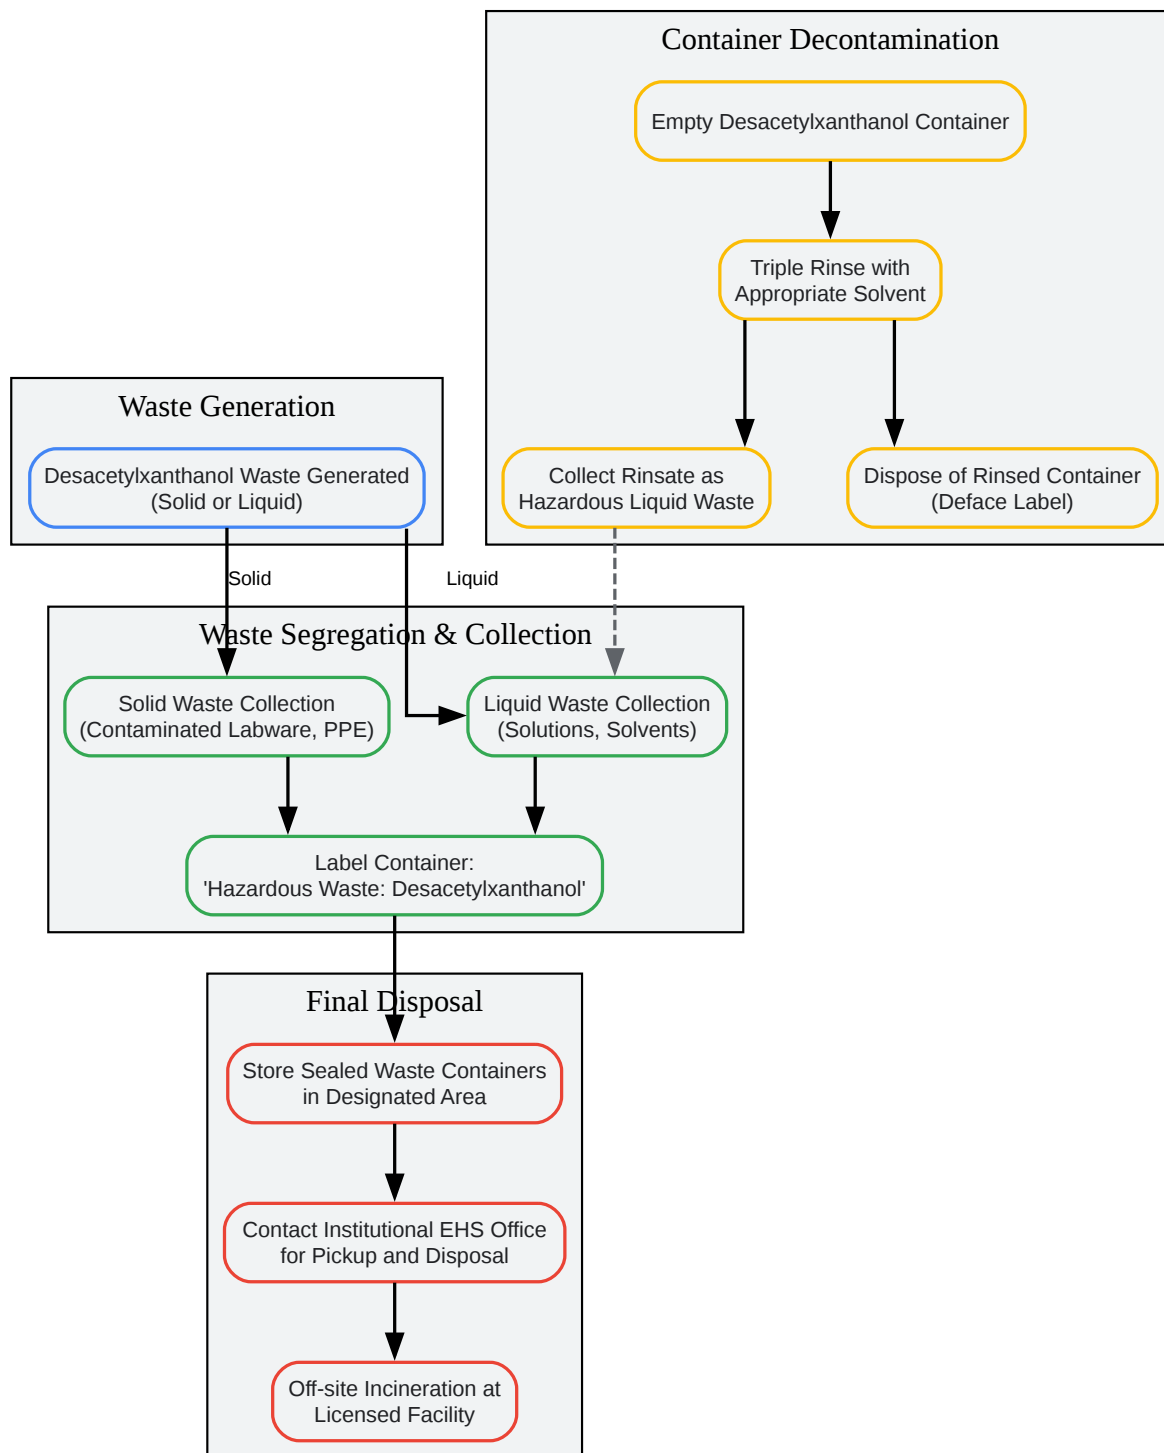 Container Decontamination
Empty Desacetylxanthanol Container
Triple Rinse with
Appropriate Solvent
Collect Rinsate as
Hazardous Liquid Waste
Dispose of Rinsed Container
(Deface Label)
Waste Generation
Desacetylxanthanol Waste Generated
(Solid or Liquid)
Solid
Liquid
Waste Segregation & Collection
Solid Waste Collection
(Contaminated Labware, PPE)
Liquid Waste Collection
(Solutions, Solvents)
Label Container:
'Hazardous Waste: Desacetylxanthanol'
Final Disposal
Store Sealed Waste Containers
in Designated Area
Contact Institutional EHS Office
for Pickup and Disposal
Off-site Incineration at
Licensed Facility